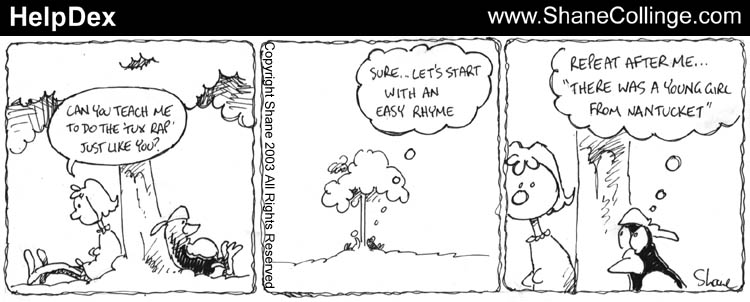 HelpDex
www.ShaneCollinge.com
CAN YOU TEACH ME
TO DO THE 'TUX RAP'
JUST LIKE YOU?
Copyright Shane 2003 All Rights Reserved
SURE... LET'S START
WITH AN
EASY RHYME
REPEAT AFTER ME...
"THERE WAS A YOUNG GIRL
FROM NANTUCKET"
Shane